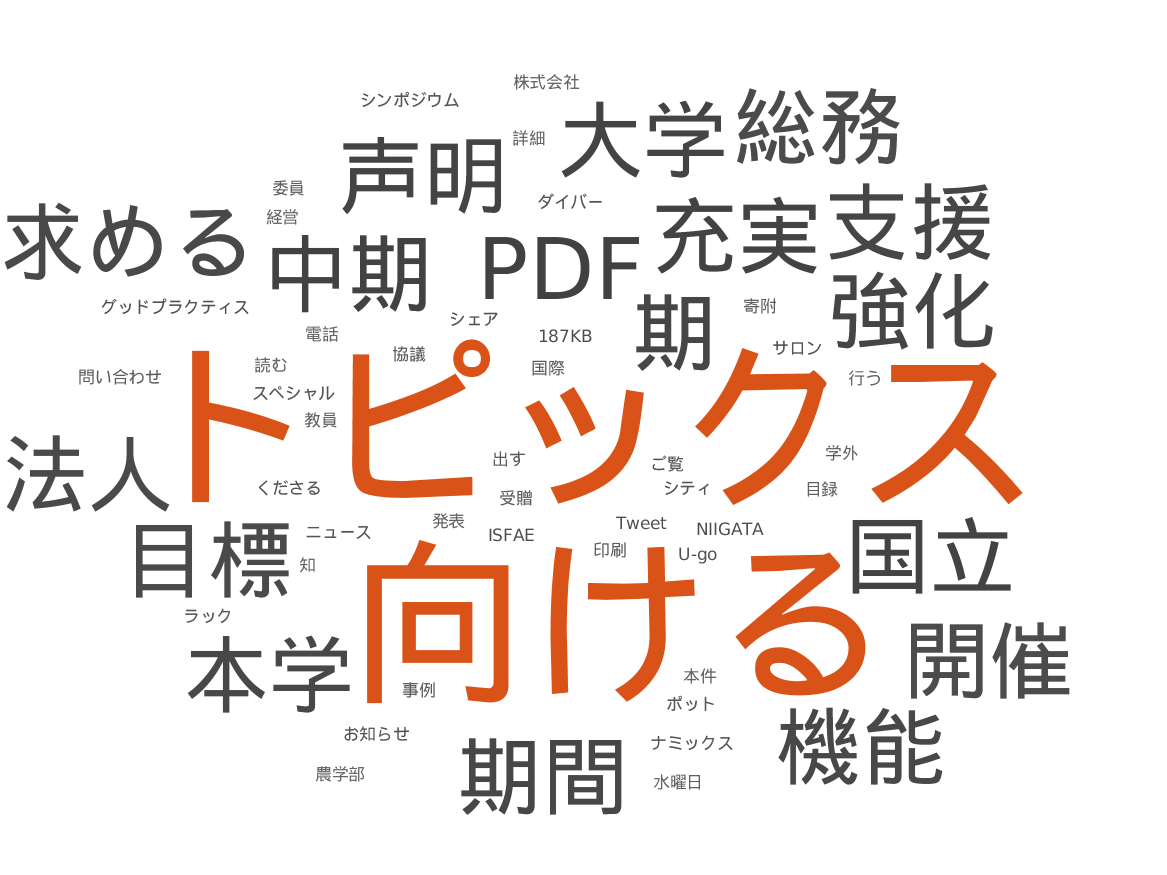 株式会社
シンポジウム
大学
総務
声明
詳細
委員
ダイバー
充実
支援
求める
経営
中期
PDF
強化
グッドプラクティス
電話
シェア
187KB
期
寄附
問い合わせ
読む
協議
国際
サロン
行う
スペシャル
教員
トピックス
法人
くださる
出す
受贈
ご覧
シティ
学外
目録
目標
ニュース
知
発表
ISFAE
Tweet
NIIGATA
印刷
U-go
国立
ラック
向ける
本学
事例
本件
ポット
開催
お知らせ
農学部
期間
ナミックス
水曜日
機能